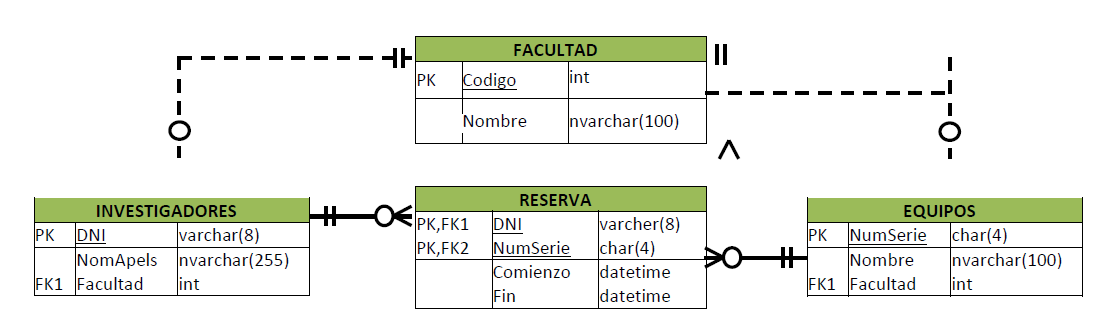 FACULTAD
PK Codigo int
Nombre nvarchar(100)
INVESTIGADORES
PK DNI varchar(8)
NomApels nvarchar(255)
FK1 Facultad int
RESERVA
PK,FK1 DNI varcher(8)
PK,FK2 NumSerie char(4)
Comienzo datetime
Fin datetime
EQUIPOS
PK NumSerie char(4)
Nombre nvarchar(100)
FK1 Facultad int